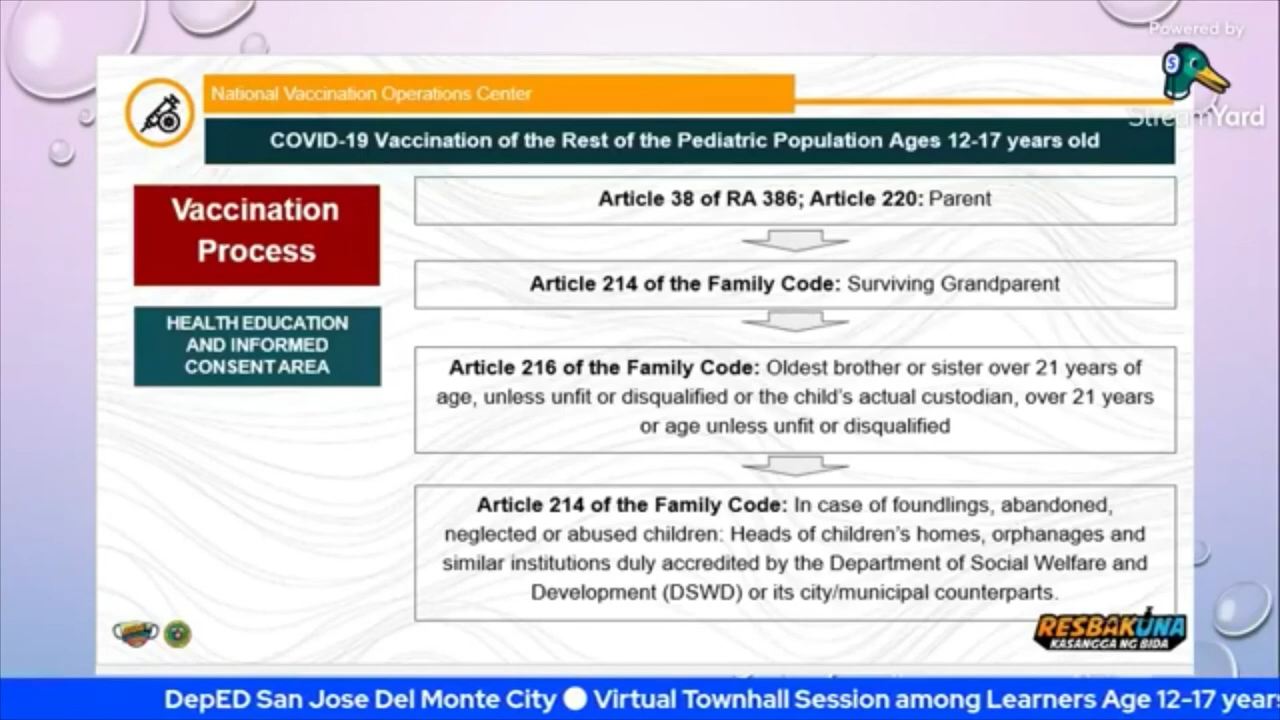 Powered by
StreamYard
National Vaccination Operations Center
COVID-19 Vaccination of the Rest of the Pediatric Population Ages 12-17 years old
Vaccination
Process
HEALTH EDUCATION
AND INFORMED
CONSENT AREA
Article 38 of RA 386; Article 220: Parent
Article 214 of the Family Code: Surviving Grandparent
Article 216 of the Family Code: Oldest brother or sister over 21 years of
age, unless unfit or disqualified or the child's actual custodian, over 21 years
or age unless unfit or disqualified
Article 214 of the Family Code: In case of foundlings, abandoned,
neglected or abused children: Heads of children's homes, orphanages and
similar institutions duly accredited by the Department of Social Welfare and
Development (DSWD) or its city/municipal counterparts.
RESBAKUNA
KASANGGA NG BIDA
DepED San Jose Del Monte City ● Virtual Townhall Session among Learners Age 12-17 years